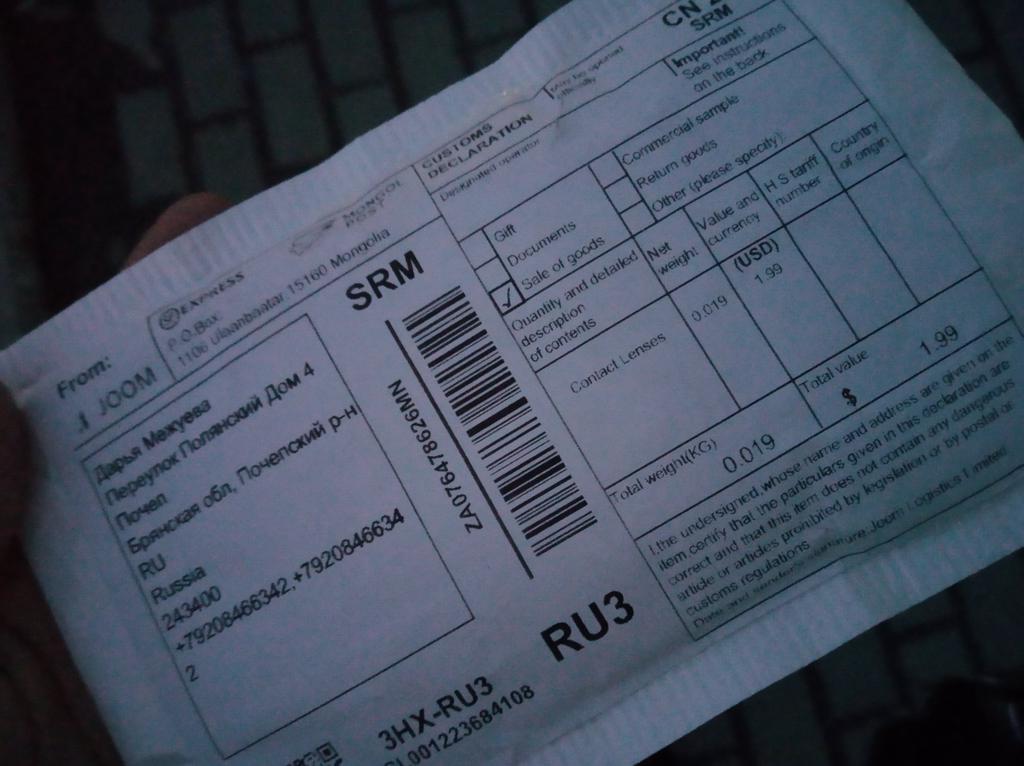 From:
JOOM
EXPRESS
P.O.Box:
1106 Ulaanbaatar 15160 Mongolia
MONGOL
POST
CUSTOMS
DECLARATION
Designated operator
May be opened
officially
CN
SRM
Important!
See instructions
on the back
Gift
Documents
✓ Sale of goods
Commercial sample
Return goods
Other (please specify):
Quantity and detailed
description
of contents
Net
weight
Value and
currency
(USD)
H S tariff
number
Country
of origin
Contact Lenses
0.019
1.99
Total weight(KG)
0.019
Total value
$
1.99
I,the undersigned,whose name and address are given on the
item,certify that the particulars given in this declaration are
correct and that this item does not contain any dangerous
article or articles prohibited by legislation or by postal or
customs regulations
Date and sender's signature:Joom Logistics Limited
SRM
ZA076478626MN
RU3
Дарья Межуева
Переулок Полянский Дом 4
Почеп
Брянская обл, Почепский р-н
RU
Russia
243400
+79208466342,+7920846634
2
3HX-RU3
001223684108